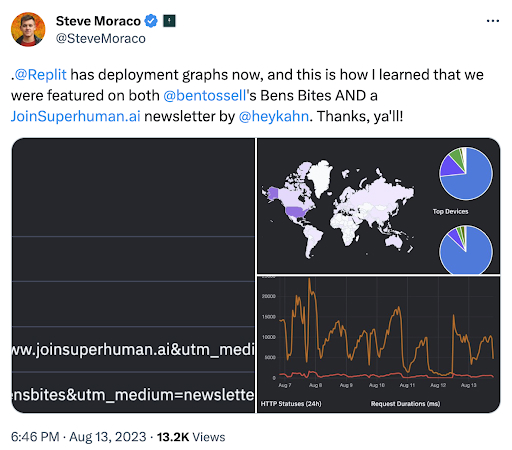 Steve Moraco
@SteveMoraco
.@Replit has deployment graphs now, and this is how I learned that we
were featured on both @bentossell's Bens Bites AND a
JoinSuperhuman.ai newsletter by @heykahn. Thanks, ya'll!
ww.joinsuperhuman.ai&utm_medi
ensbites&utm_medium=newslette
Top Devices
25000
20000
15000
10000
5000
0
Aug 7 Aug 8 Aug 9 Aug 10 Aug 11 Aug 12 Aug 13
HTTP Statuses (24h) Request Durations (ms)
6:46 PM · Aug 13, 2023 · 13.2K Views